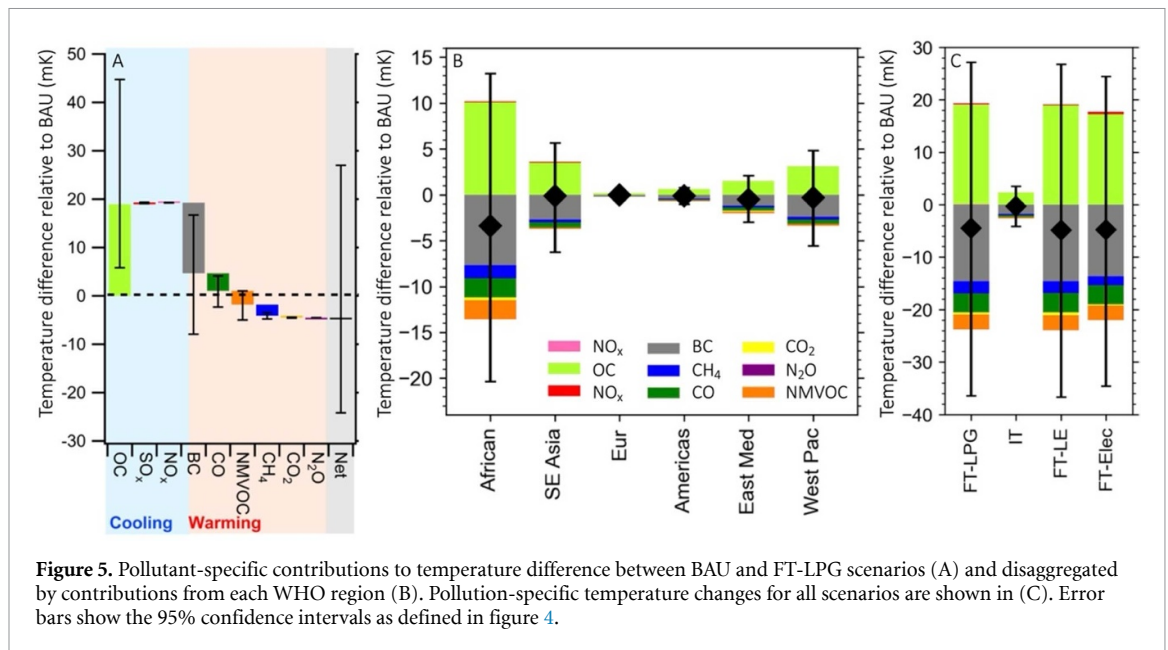 A
Temperature difference relative to BAU (mK)
50
40
30
20
10
0
-10
-20
-30
OC
SOx
NOx
BC
CO
NMVOC
CH4
CO2
N2O
Net
Cooling
Warming
B
Temperature difference relative to BAU (mK)
15
10
5
0
−5
−10
−15
−20
NOx
OC
NOx
BC
CH4
CO
CO2
N2O
NMVOC
African
SE Asia
Eur
Americas
East Med
West Pac
C
Temperature difference relative to BAU (mK)
30
20
10
0
−10
−20
−30
−40
FT-LPG
IT
FT-LE
FT-Elec
Figure 5. Pollutant-specific contributions to temperature difference between BAU and FT-LPG scenarios (A) and disaggregated
by contributions from each WHO region (B). Pollution-specific temperature changes for all scenarios are shown in (C). Error
bars show the 95% confidence intervals as defined in figure 4.